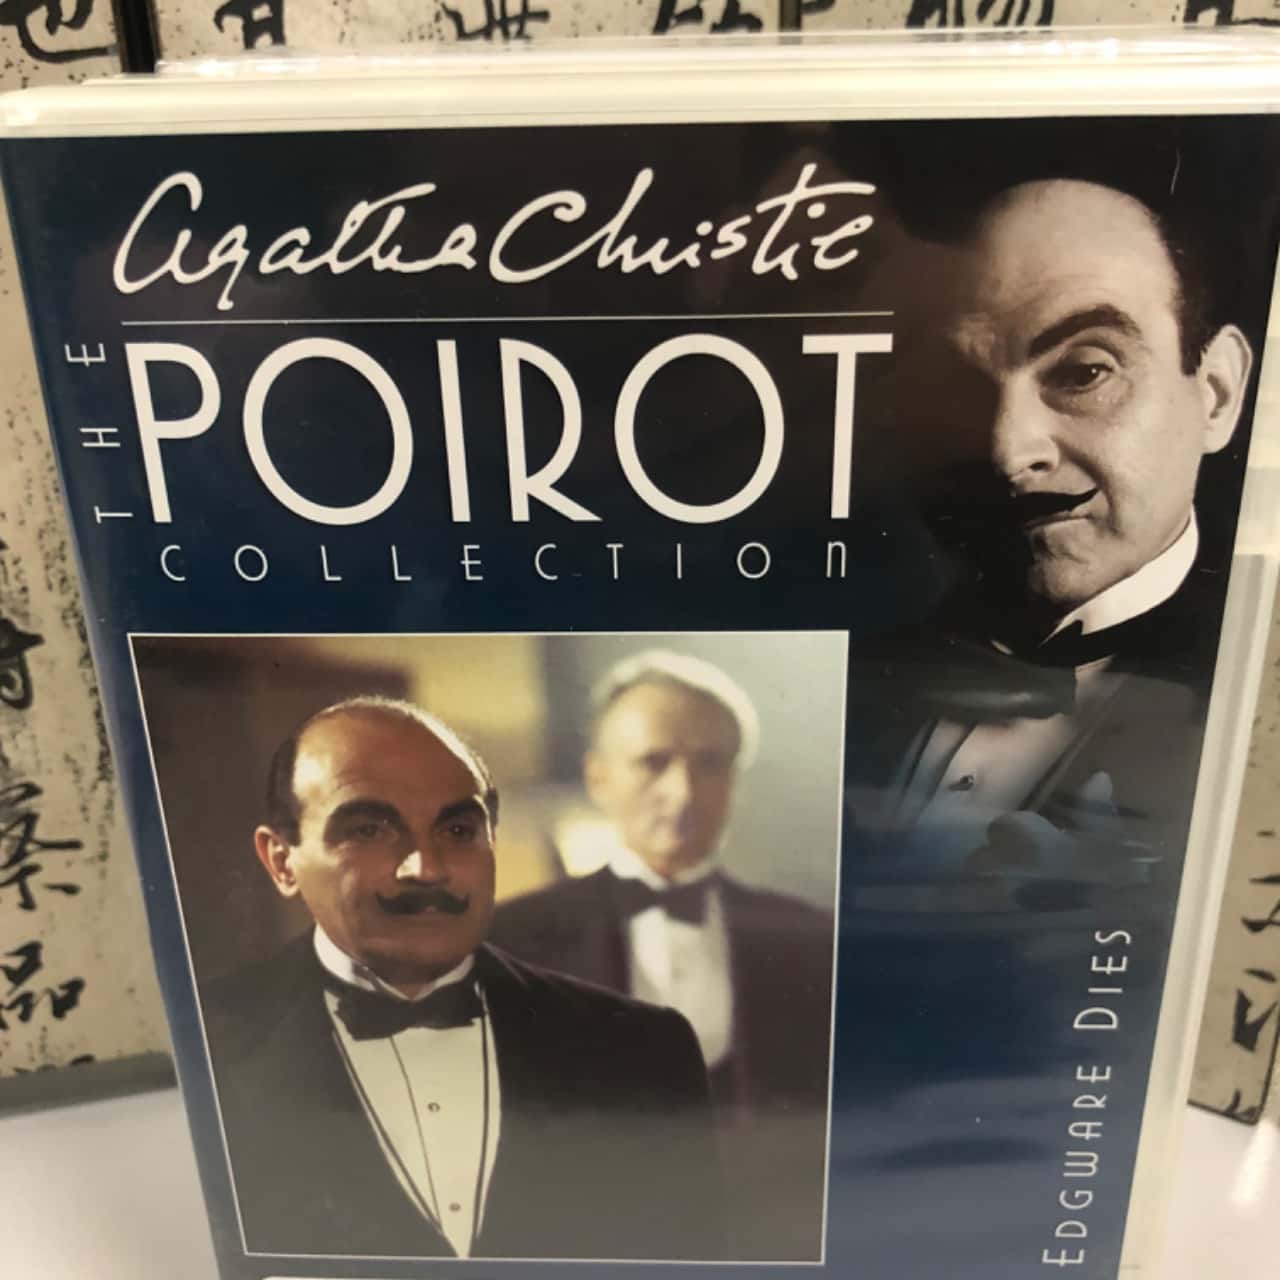 Agatha Christie
THE
POIROT
COLLECTION
EDGWARE DIES